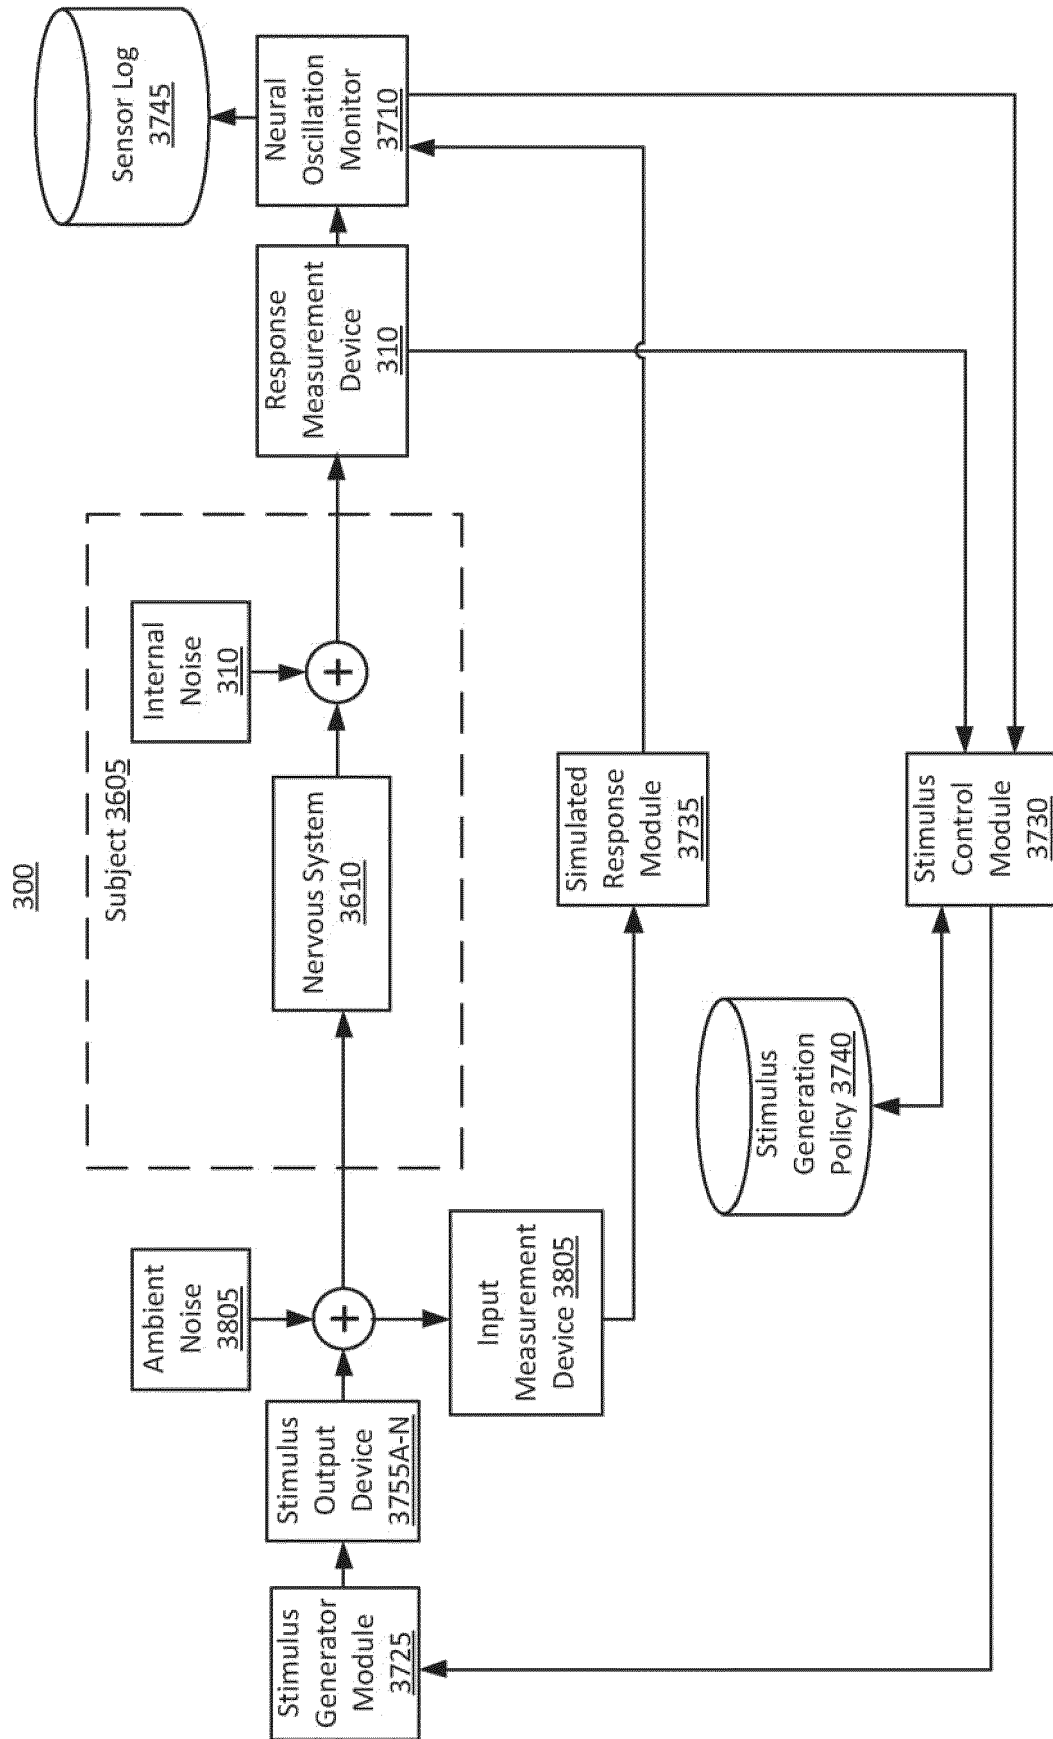 300
Subject 3605
Ambient
Noise
3805
Internal
Noise
310
Sensor Log
3745
Stimulus
Generator
Module
3725
Stimulus
Output
Device
3755A-N
Nervous System
3610
Response
Measurement
Device
310
Neural
Oscillation
Monitor
3710
Input
Measurement
Device 3805
Simulated
Response
Module
3735
Stimulus
Generation
Policy 3740
Stimulus
Control
Module
3730